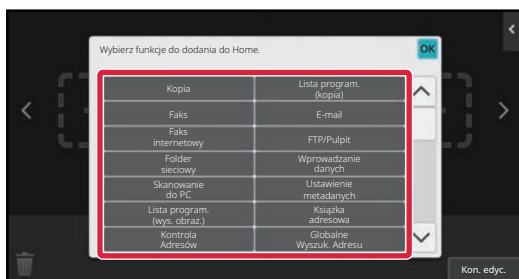 Wybierz funkcje do dodania do Home.
OK
Kopia
Lista program.
(kopia)
Faks
E-mail
Faks
internetowy
FTP/Pulpit
Folder
sieciowy
Wprowadzanie
danych
Skanowanie
do PC
Ustawienie
metadanych
Lista program.
(wys. obraz.)
Książka
adresowa
Kontrola
Adresów
Globalne
Wyszuk. Adresu
Kon. edyc.